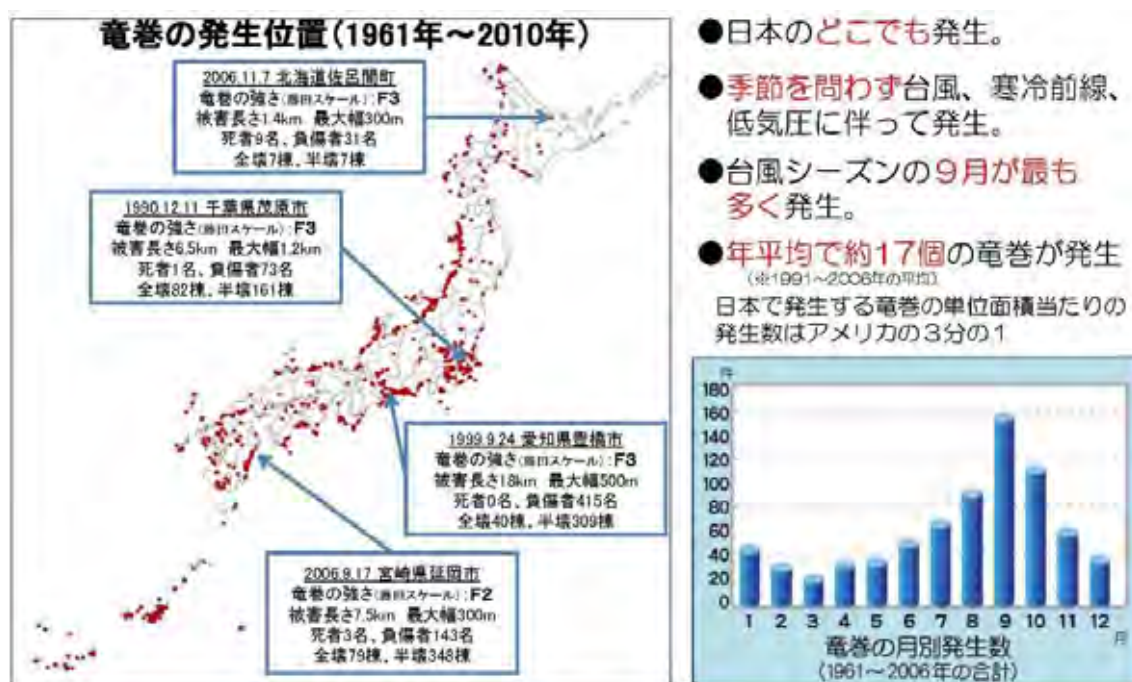 竜巻の発生位置(1961年～2010年)
2006.11.7 北海道佐呂間町
竜巻の強さ(藤田スケール):F3
被害長さ1.4km 最大幅300m
死者9名、負傷者31名
全壊7棟、半壊7棟
1990.12.11 千葉県茂原市
竜巻の強さ(藤田スケール):F3
被害長さ6.5km 最大幅1.2km
死者1名、負傷者73名
全壊82棟、半壊161棟
1999.9.24 愛知県豊橋市
竜巻の強さ(藤田スケール):F3
被害長さ18km 最大幅500m
死者0名、負傷者415名
全壊40棟、半壊309棟
2006.9.17 宮崎県延岡市
竜巻の強さ(藤田スケール):F2
被害長さ7.5km 最大幅300m
死者3名、負傷者143名
全壊79棟、半壊348棟
●日本のどこでも発生。
●季節を問わず台風、寒冷前線、
低気圧に伴って発生。
●台風シーズンの9月が最も
多く発生。
●年平均で約17個の竜巻が発生
(※1991～2006年の平均)
日本で発生する竜巻の単位面積当たりの
発生数はアメリカの3分の1
件
180
160
140
120
100
80
60
40
20
0
1 2 3 4 5 6 7 8 9 10 11 12
月
竜巻の月別発生数
(1961～2006年の合計)